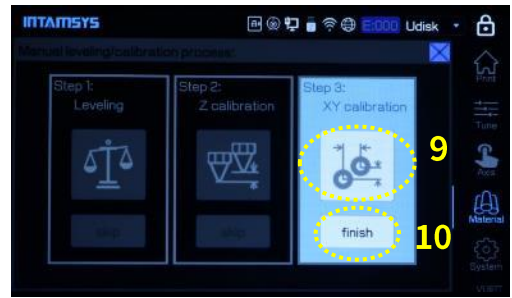 INTAMSYS
E:000 Udisk
Manual leveling/calibration process:
Step 1:
Leveling
skip
Step 2:
Z calibration
skip
Step 3:
XY calibration
finish
9
10
Print
Tune
Axis
Material
System